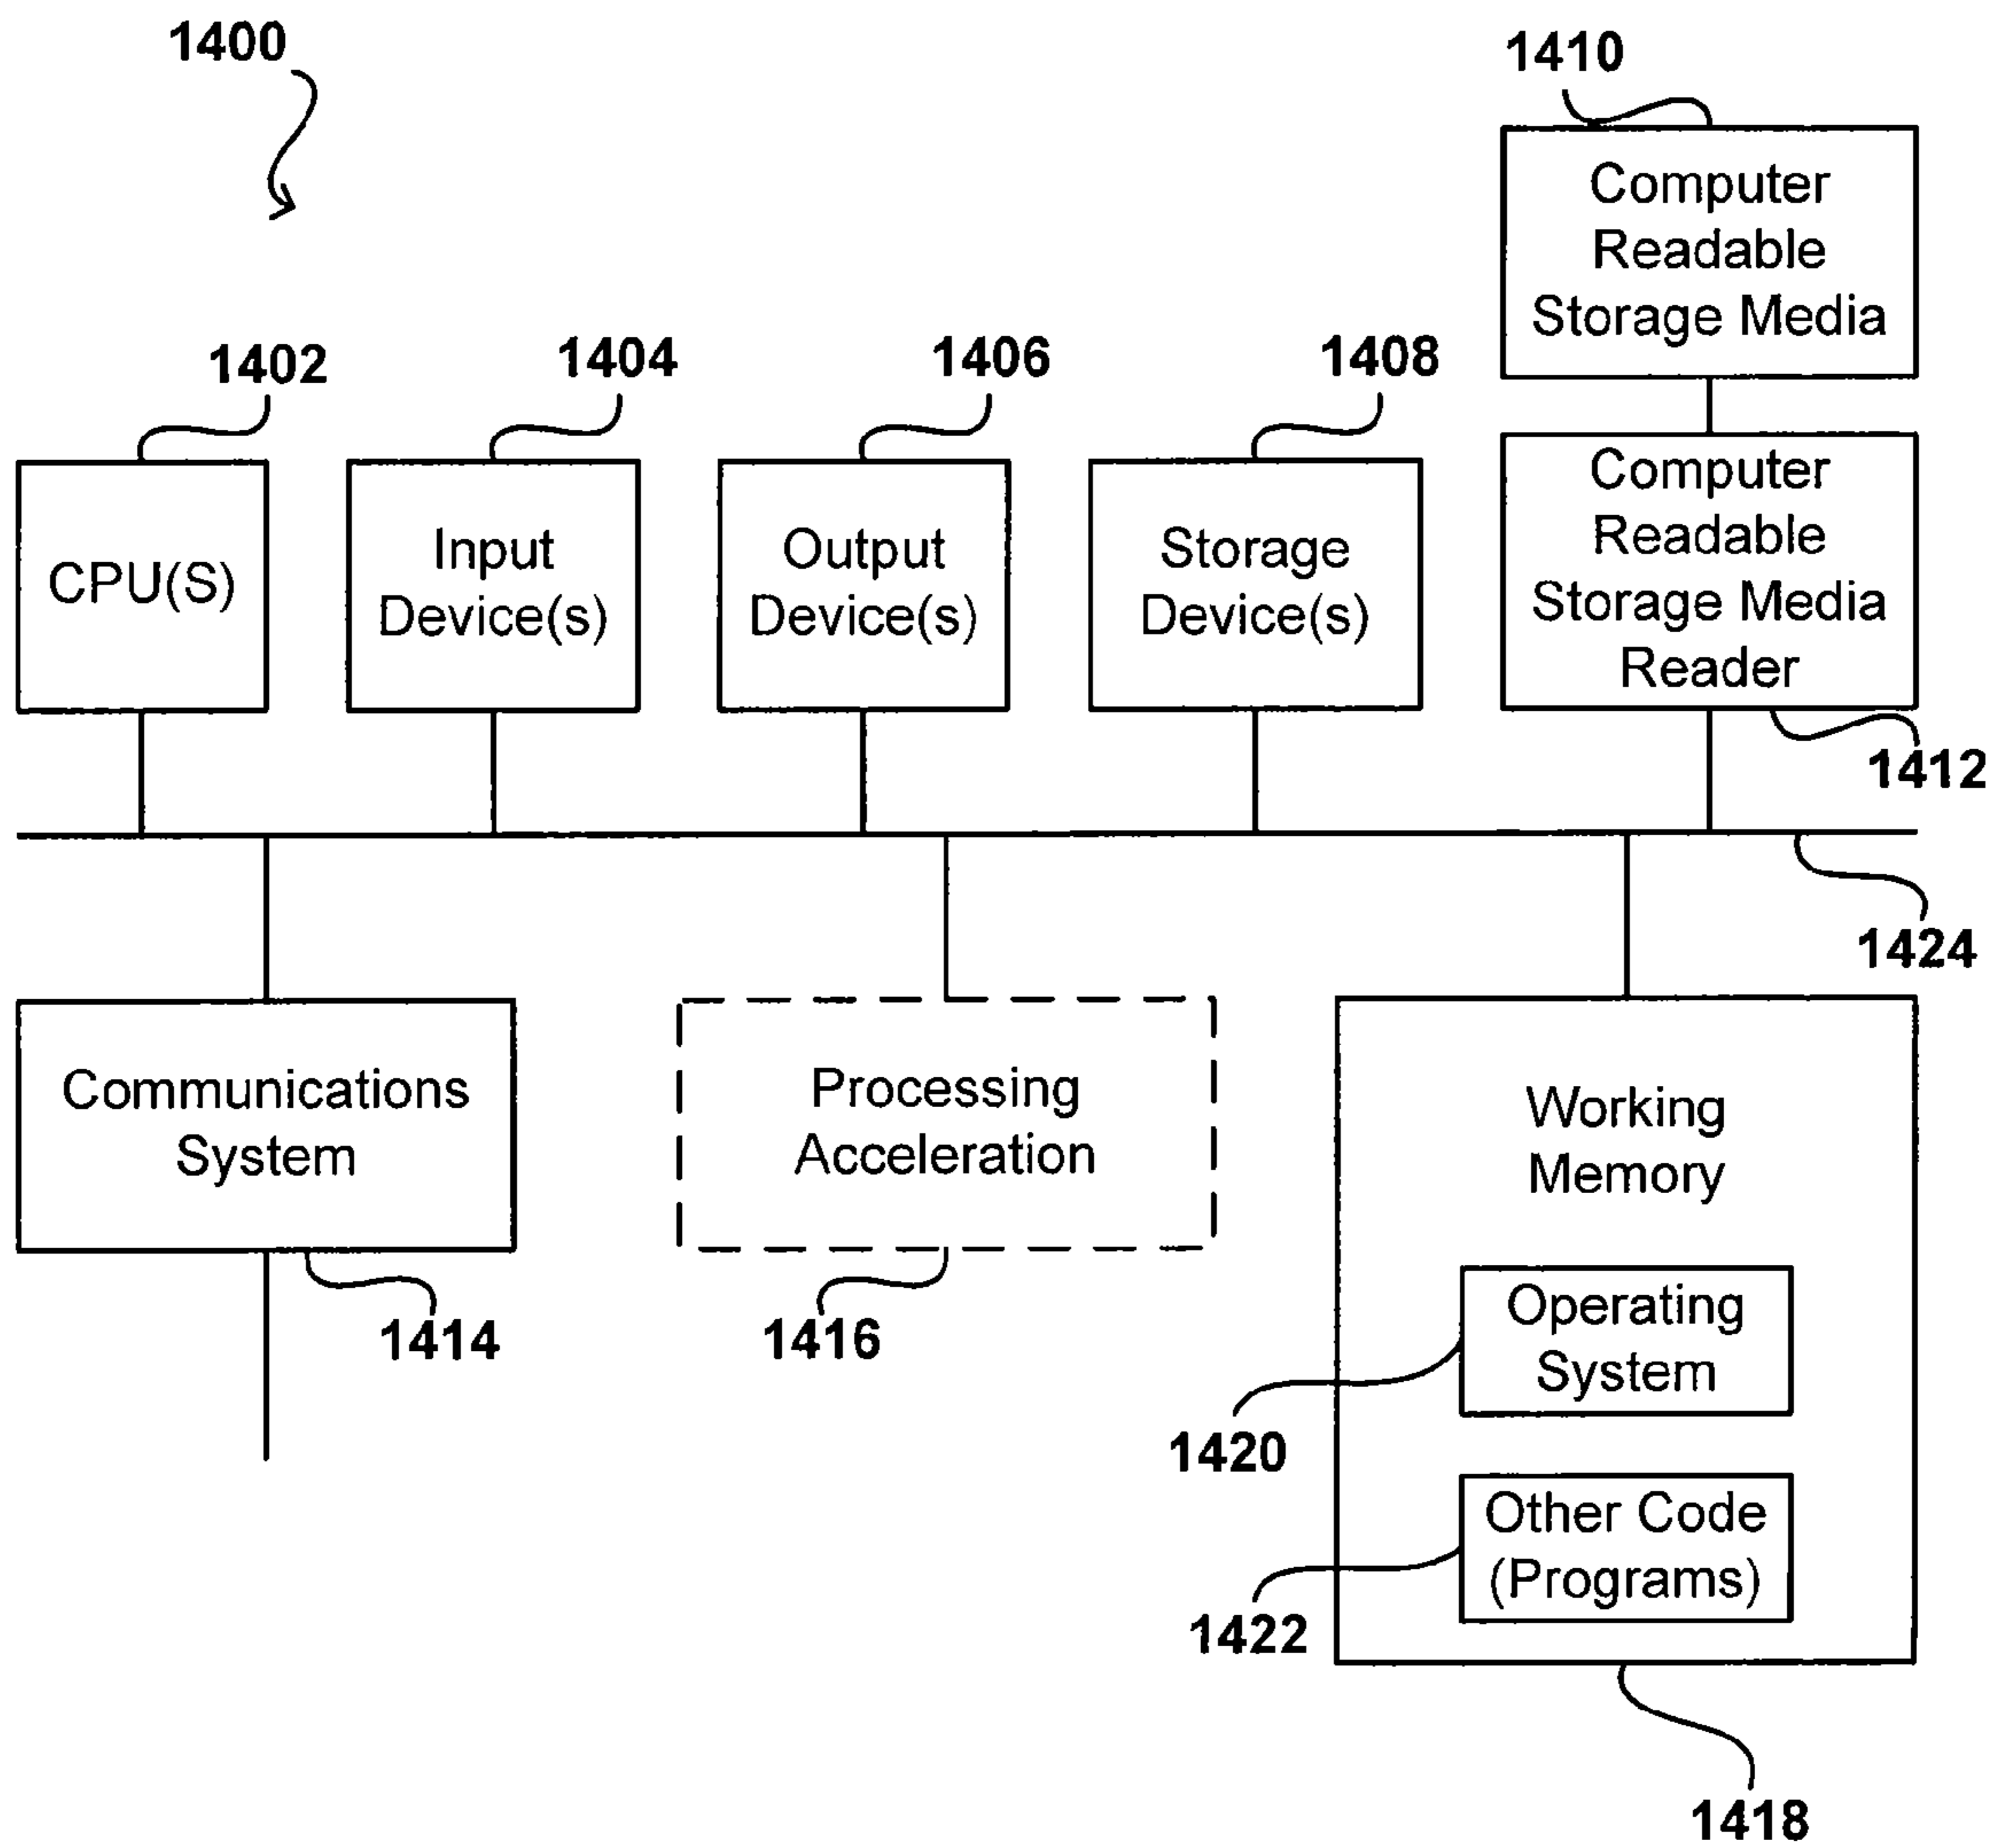 1400
1410
Computer
Readable
Storage Media
1402
1404
1406
1408
CPU(S)
Input
Device(s)
Output
Device(s)
Storage
Device(s)
Computer
Readable
Storage Media
Reader
1412
1424
Communications
System
1414
Processing
Acceleration
1416
Working
Memory
Operating
System
1420
Other Code
(Programs)
1422
1418